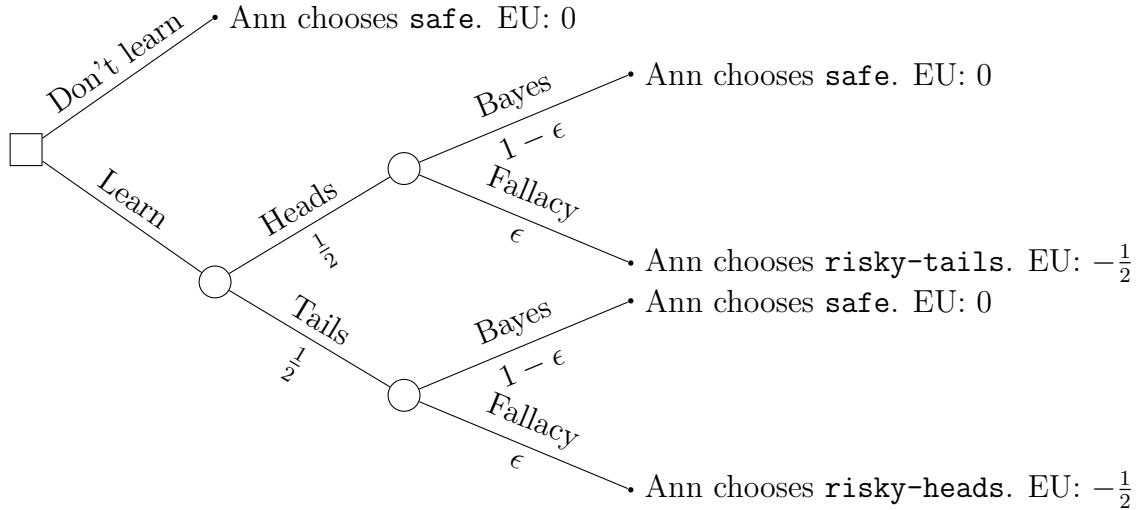 Don't learn
Ann chooses safe. EU: 0
Learn
Heads
1/2
Bayes
1 − ϵ
Ann chooses safe. EU: 0
Fallacy
ϵ
Ann chooses risky-tails. EU: −1/2
Tails
1/2
Bayes
1 − ϵ
Ann chooses safe. EU: 0
Fallacy
ϵ
Ann chooses risky-heads. EU: −1/2